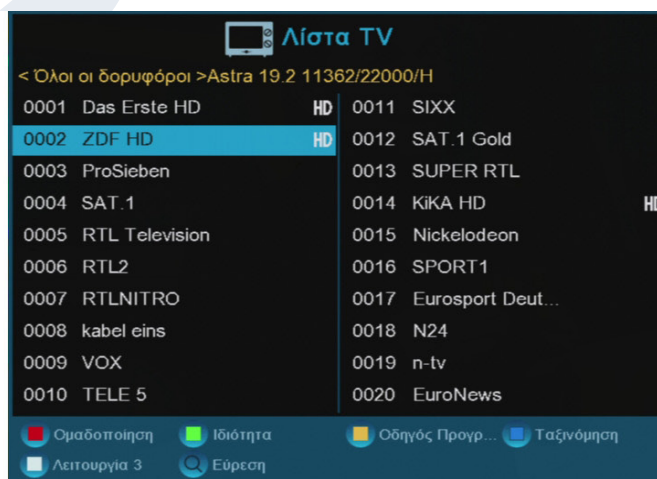 Λίστα TV
< Όλοι οι δορυφόροι >Astra 19.2 11362/22000/H
0001 Das Erste HD HD
0002 ZDF HD HD
0003 ProSieben
0004 SAT.1
0005 RTL Television
0006 RTL2
0007 RTLNITRO
0008 kabel eins
0009 VOX
0010 TELE 5
0011 SIXX
0012 SAT.1 Gold
0013 SUPER RTL
0014 KiKA HD HD
0015 Nickelodeon
0016 SPORT1
0017 Eurosport Deut...
0018 N24
0019 n-tv
0020 EuroNews
Ομαδοποίηση Ιδιότητα Οδηγός Προγρ... Ταξινόμηση
Λειτουργία 3 Εύρεση